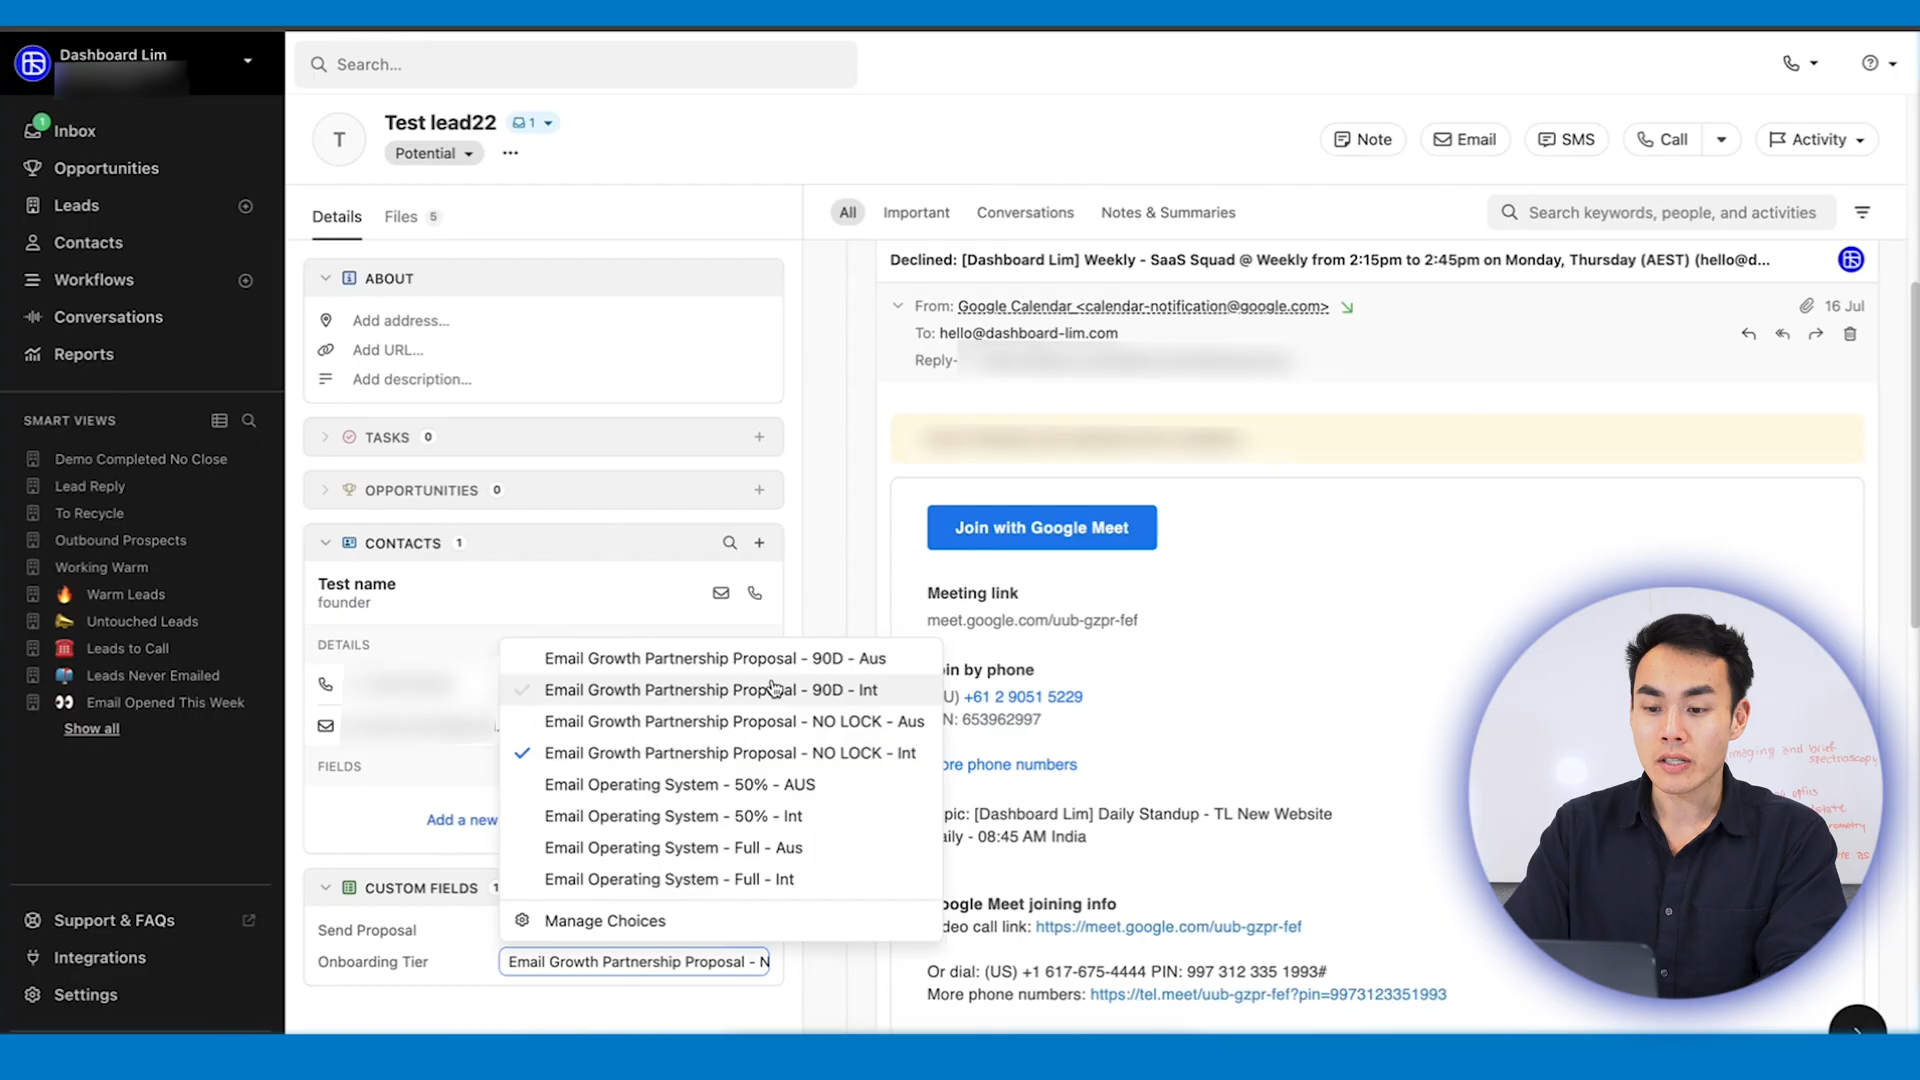 Dashboard Lim
Search...
Test lead22
1
Potential
T
Note
Email
SMS
Call
Activity
1
Inbox
Opportunities
Leads
Contacts
Workflows
Conversations
Reports
SMART VIEWS
Demo Completed No Close
Lead Reply
To Recycle
Outbound Prospects
Working Warm
Warm Leads
Untouched Leads
Leads to Call
Leads Never Emailed
Email Opened This Week
Show all
Support & FAQs
Integrations
Settings
Details
Files 5
ABOUT
Add address...
Add URL...
Add description...
TASKS 0
OPPORTUNITIES 0
CONTACTS 1
Test name
founder
DETAILS
FIELDS
Add a new
CUSTOM FIELDS 1
Send Proposal
Onboarding Tier
Email Growth Partnership Proposal - 90D - Aus
Email Growth Partnership Proposal - 90D - Int
Email Growth Partnership Proposal - NO LOCK - Aus
Email Growth Partnership Proposal - NO LOCK - Int
Email Operating System - 50% - AUS
Email Operating System - 50% - Int
Email Operating System - Full - Aus
Email Operating System - Full - Int
Manage Choices
Email Growth Partnership Proposal - N
All
Important
Conversations
Notes & Summaries
Search keywords, people, and activities
Declined: [Dashboard Lim] Weekly - SaaS Squad @ Weekly from 2:15pm to 2:45pm on Monday, Thursday (AEST) (hello@d...
From: Google Calendar <calendar-notification@google.com>
16 Jul
To: hello@dashboard-lim.com
Reply-
Join with Google Meet
Meeting link
meet.google.com/uub-gzpr-fef
in by phone
U) +61 2 9051 5229
N: 653962997
ore phone numbers
pic: [Dashboard Lim] Daily Standup - TL New Website
aily - 08:45 AM India
oogle Meet joining info
deo call link: https://meet.google.com/uub-gzpr-fef
Or dial: (US) +1 617-675-4444 PIN: 997 312 335 1993#
More phone numbers: https://tel.meet/uub-gzpr-fef?pin=9973123351993
imaging and brief
spectroscopy
optics